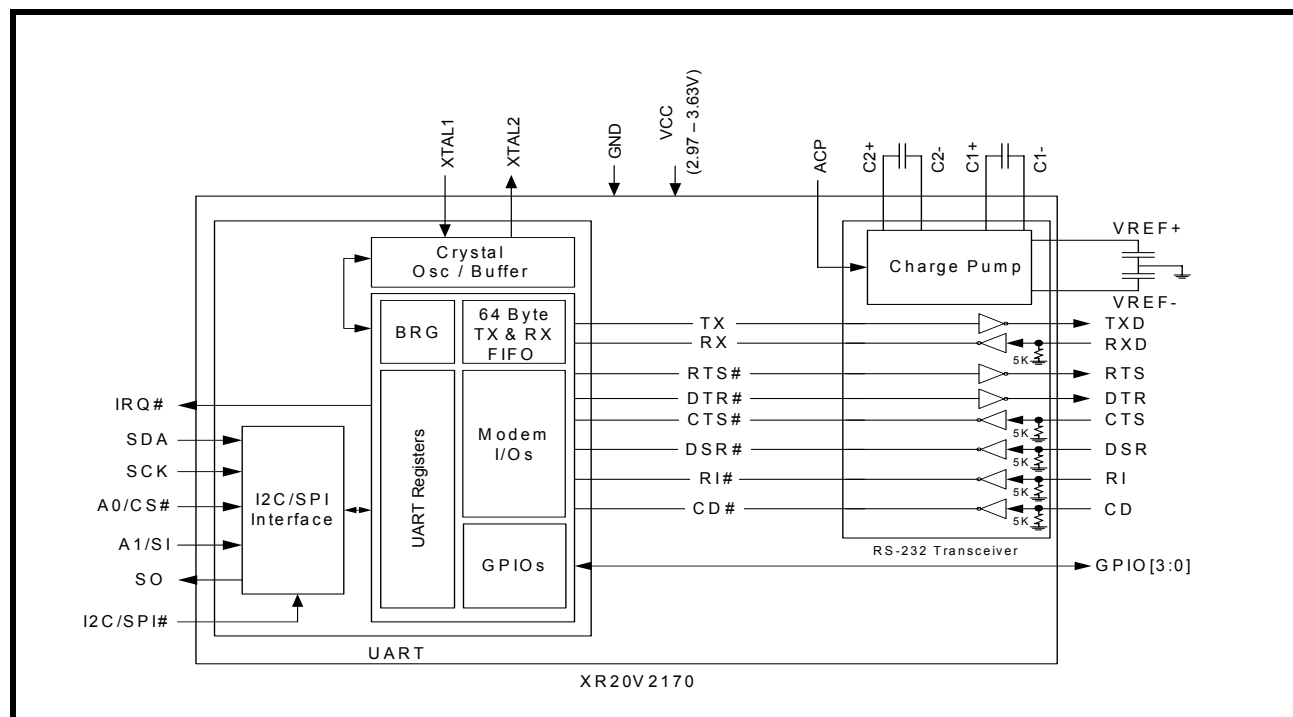 XTAL1
XTAL2
GND
VCC
(2.97 – 3.63V)
ACP
C2+
C2-
C1+
C1-
Crystal
Osc / Buffer
Charge Pump
VREF+
VREF-
BRG
64 Byte
TX & RX
FIFO
TX
TXD
RX
5K
RXD
RTS#
RTS
DTR#
DTR
CTS#
5K
CTS
DSR#
5K
DSR
RI#
5K
RI
CD#
5K
CD
IRQ#
SDA
SCK
A0/CS#
A1/SI
SO
I2C/SPI#
I2C/SPI
Interface
UART Registers
Modem
I/Os
GPIOs
RS-232 Transceiver
GPIO[3:0]
UART
XR20V2170